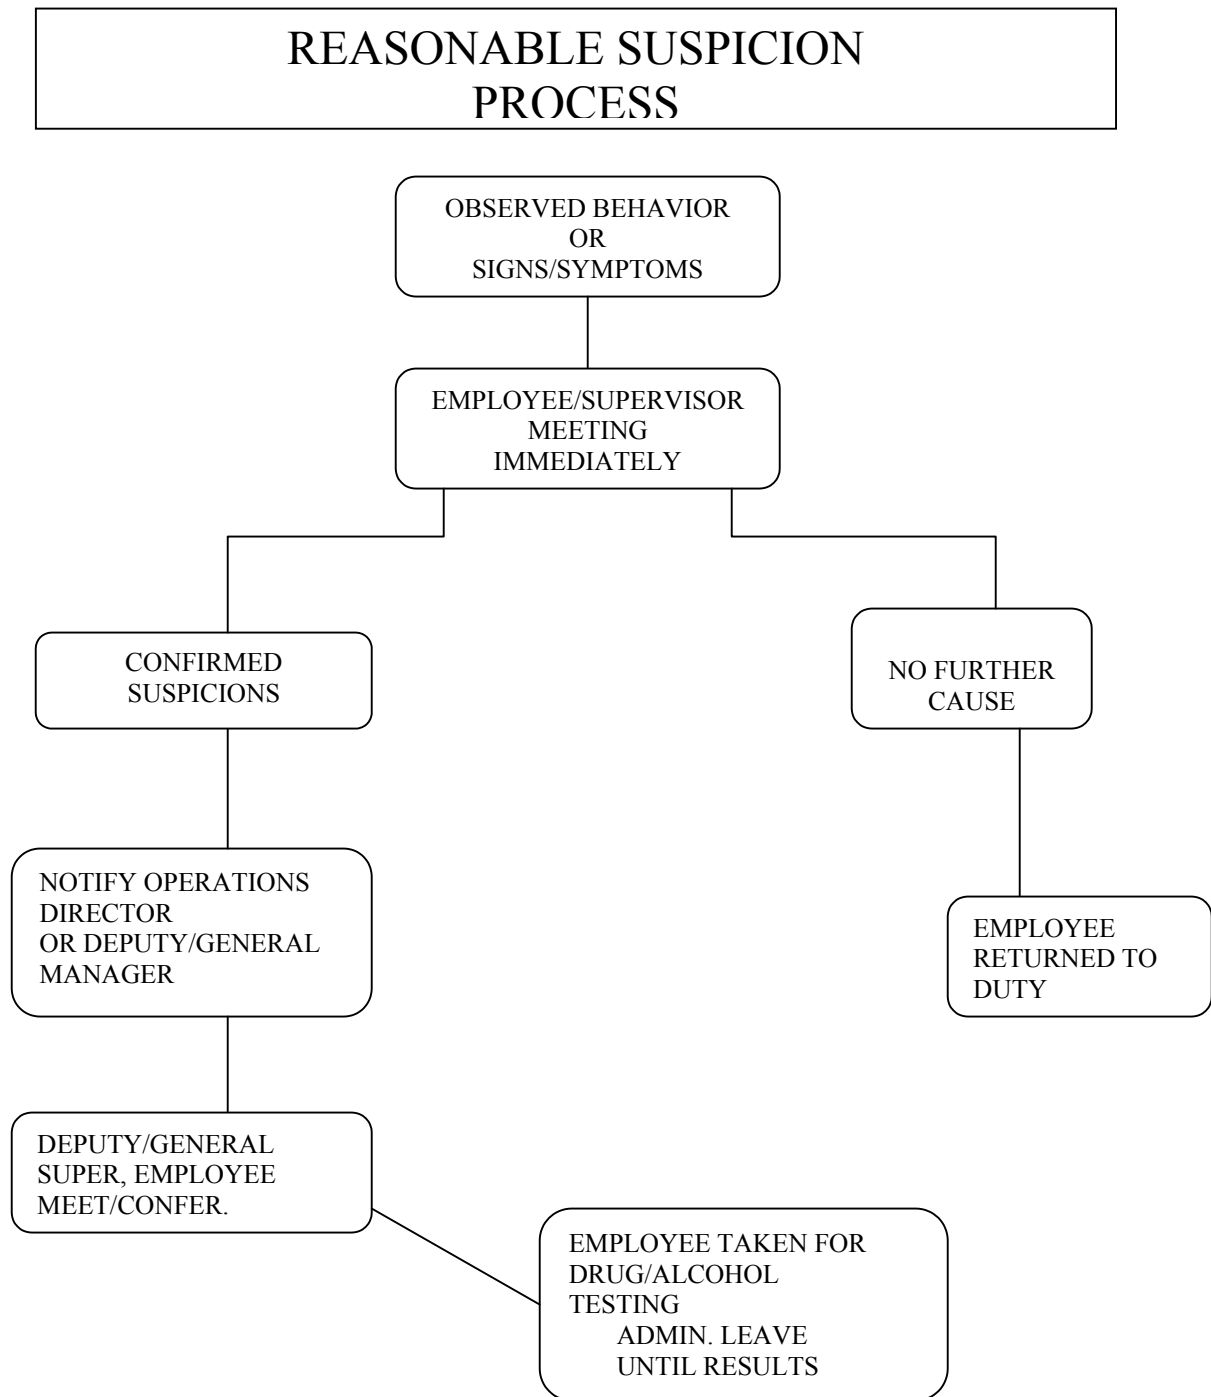 REASONABLE SUSPICION
PROCESS
OBSERVED BEHAVIOR
OR
SIGNS/SYMPTOMS
EMPLOYEE/SUPERVISOR
MEETING
IMMEDIATELY
CONFIRMED
SUSPICIONS
NO FURTHER
CAUSE
NOTIFY OPERATIONS
DIRECTOR
OR DEPUTY/GENERAL
MANAGER
EMPLOYEE
RETURNED TO
DUTY
DEPUTY/GENERAL
SUPER, EMPLOYEE
MEET/CONFER.
EMPLOYEE TAKEN FOR
DRUG/ALCOHOL
TESTING
ADMIN. LEAVE
UNTIL RESULTS